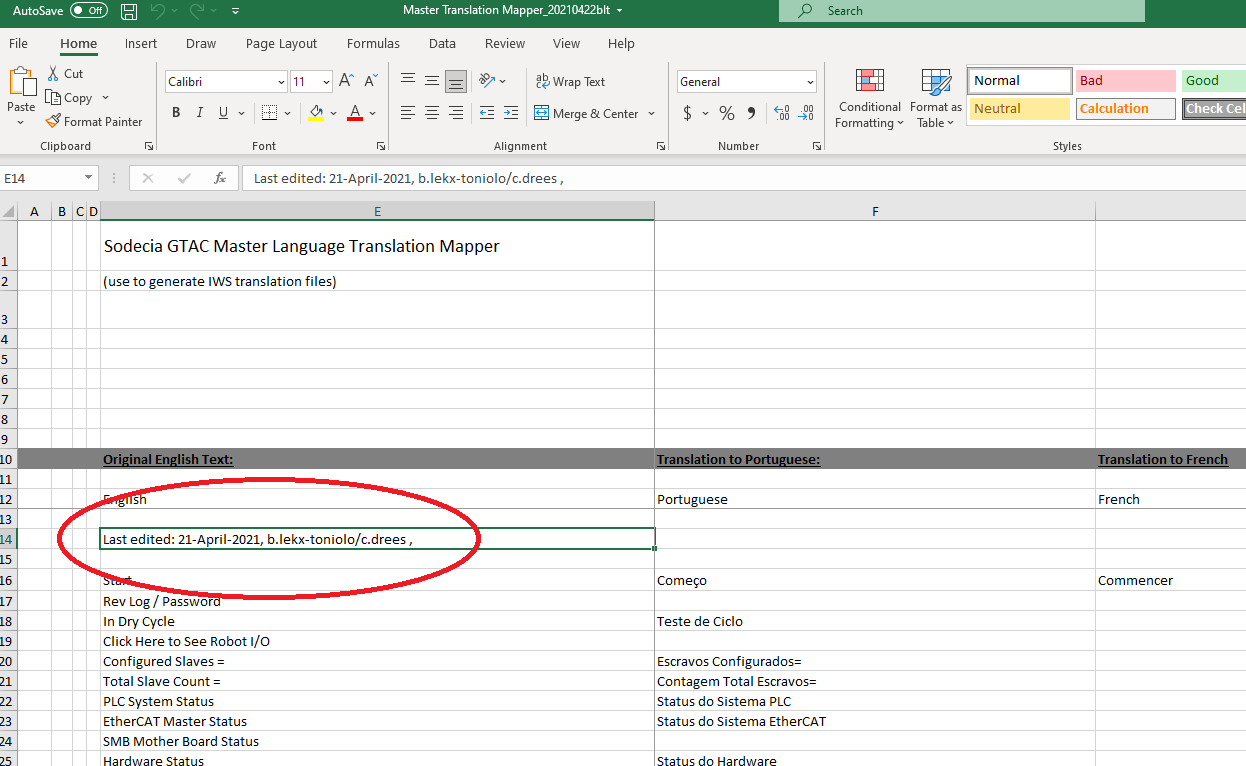 AutoSave Off Master Translation Mapper_20210422blt Search
File Home Insert Draw Page Layout Formulas Data Review View Help
Paste Cut Copy Format Painter
Calibri 11 A A
B I U A
ab Wrap Text
Merge & Center
General
$ % 9
Conditional Formatting
Format as Table
Normal Bad Good
Neutral Calculation Check Cel
Clipboard Font Alignment Number Styles
E14 fx Last edited: 21-April-2021, b.lekx-toniolo/c.drees ,
A B C D E F
1 Sodecia GTAC Master Language Translation Mapper
2 (use to generate IWS translation files)
3
4
5
6
7
8
9
10 Original English Text: Translation to Portuguese: Translation to French
11
12 English Portuguese French
13
14 Last edited: 21-April-2021, b.lekx-toniolo/c.drees ,
15
16 Start Começo Commencer
17 Rev Log / Password
18 In Dry Cycle Teste de Ciclo
19 Click Here to See Robot I/O
20 Configured Slaves = Escravos Configurados=
21 Total Slave Count = Contagem Total Escravos=
22 PLC System Status Status do Sistema PLC
23 EtherCAT Master Status Status do Sistema EtherCAT
24 SMB Mother Board Status
25 Hardware Status Status do Hardware